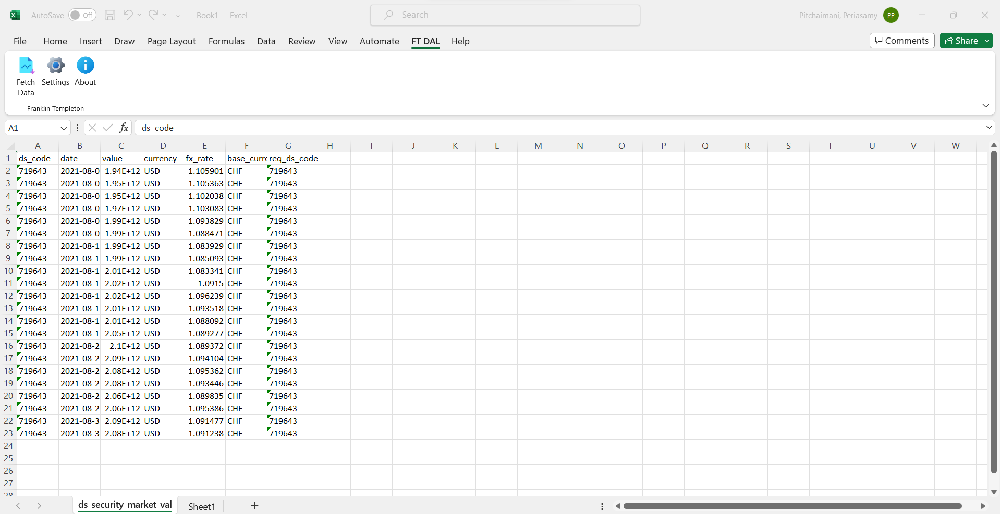 AutoSave Off Book1 - Excel Search Pitchaimani, Periasamy PP
File Home Insert Draw Page Layout Formulas Data Review View Automate FT DAL Help Comments Share
Fetch Data Settings About
Franklin Templeton
A1 fx ds_code
A B C D E F G H I J K L M N O P Q R S T U V W
1 ds_code date value currency fx_rate base_curre req_ds_code
2 719643 2021-08-0 1.94E+12 USD 1.105901 CHF 719643
3 719643 2021-08-0 1.95E+12 USD 1.105363 CHF 719643
4 719643 2021-08-0 1.95E+12 USD 1.102038 CHF 719643
5 719643 2021-08-0 1.97E+12 USD 1.103083 CHF 719643
6 719643 2021-08-0 1.99E+12 USD 1.093829 CHF 719643
7 719643 2021-08-0 1.99E+12 USD 1.088471 CHF 719643
8 719643 2021-08-1 1.99E+12 USD 1.083929 CHF 719643
9 719643 2021-08-1 1.99E+12 USD 1.085093 CHF 719643
10 719643 2021-08-1 2.01E+12 USD 1.083341 CHF 719643
11 719643 2021-08-1 2.02E+12 USD 1.0915 CHF 719643
12 719643 2021-08-1 2.02E+12 USD 1.096239 CHF 719643
13 719643 2021-08-1 2.01E+12 USD 1.093518 CHF 719643
14 719643 2021-08-1 2.01E+12 USD 1.088092 CHF 719643
15 719643 2021-08-1 2.05E+12 USD 1.089277 CHF 719643
16 719643 2021-08-2 2.1E+12 USD 1.089372 CHF 719643
17 719643 2021-08-2 2.09E+12 USD 1.094104 CHF 719643
18 719643 2021-08-2 2.08E+12 USD 1.095362 CHF 719643
19 719643 2021-08-2 2.08E+12 USD 1.093446 CHF 719643
20 719643 2021-08-2 2.06E+12 USD 1.089835 CHF 719643
21 719643 2021-08-2 2.06E+12 USD 1.095386 CHF 719643
22 719643 2021-08-3 2.09E+12 USD 1.091477 CHF 719643
23 719643 2021-08-3 2.08E+12 USD 1.091238 CHF 719643
24
25
26
27
28
ds_security_market_val Sheet1